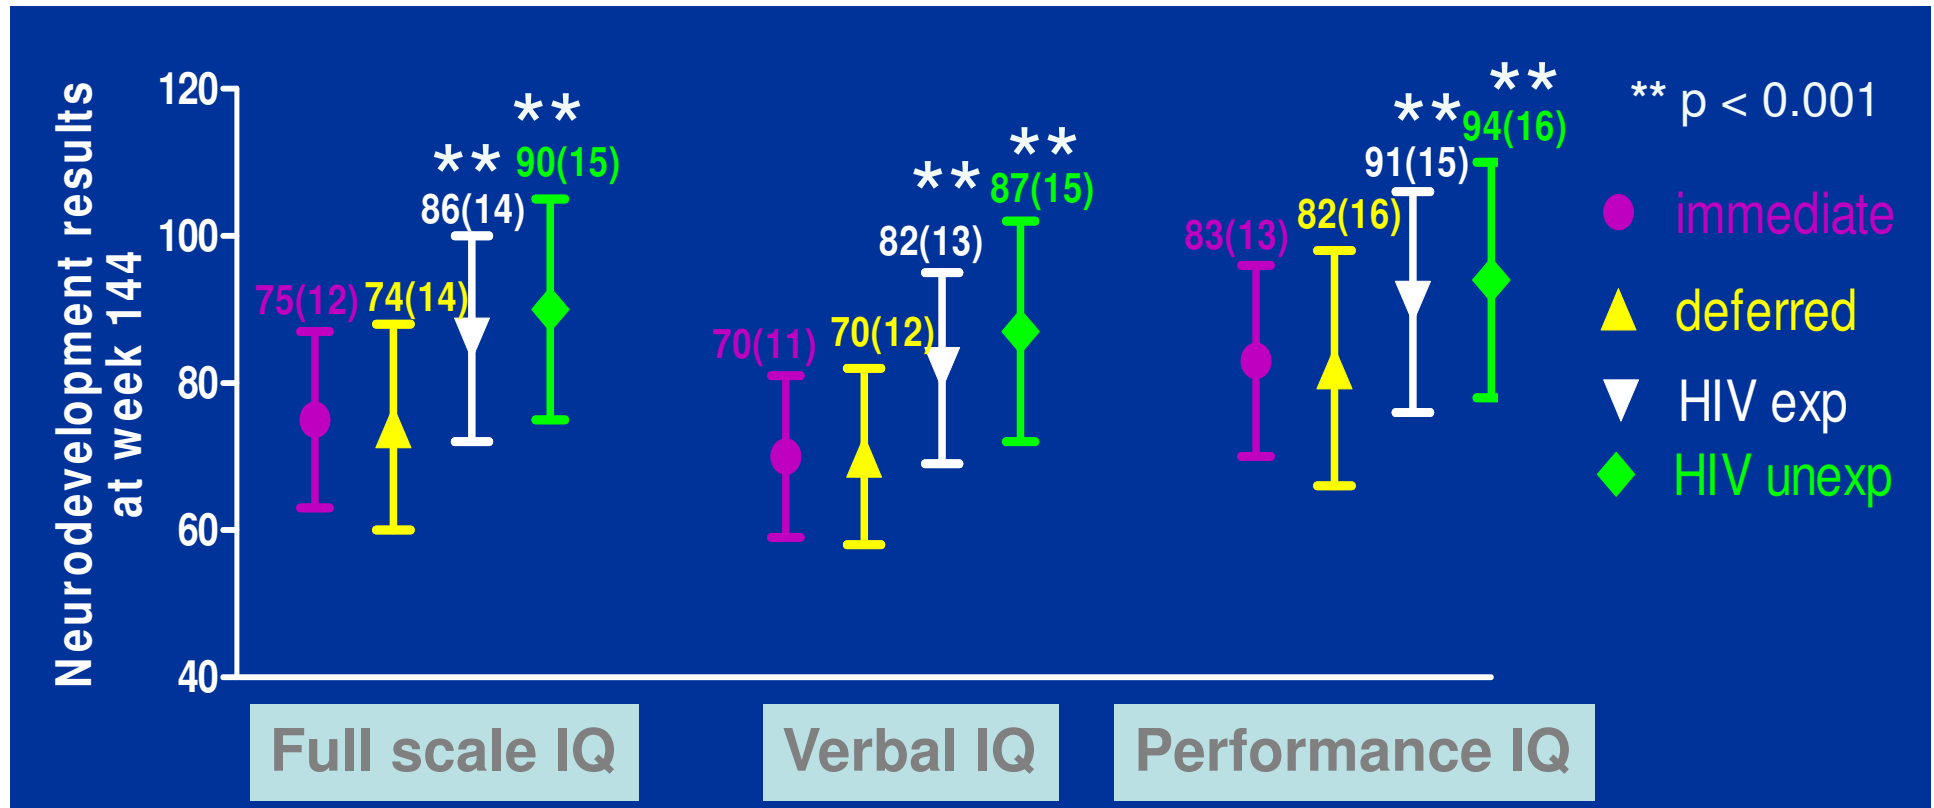 Neurodevelopment results
at week 144
120
100
80
60
40
75(12)
74(14)
**
86(14)
**
90(15)
70(11)
70(12)
**
82(13)
**
87(15)
83(13)
82(16)
**
91(15)
**
94(16)
** p < 0.001
immediate
deferred
HIV exp
HIV unexp
Full scale IQ
Verbal IQ
Performance IQ